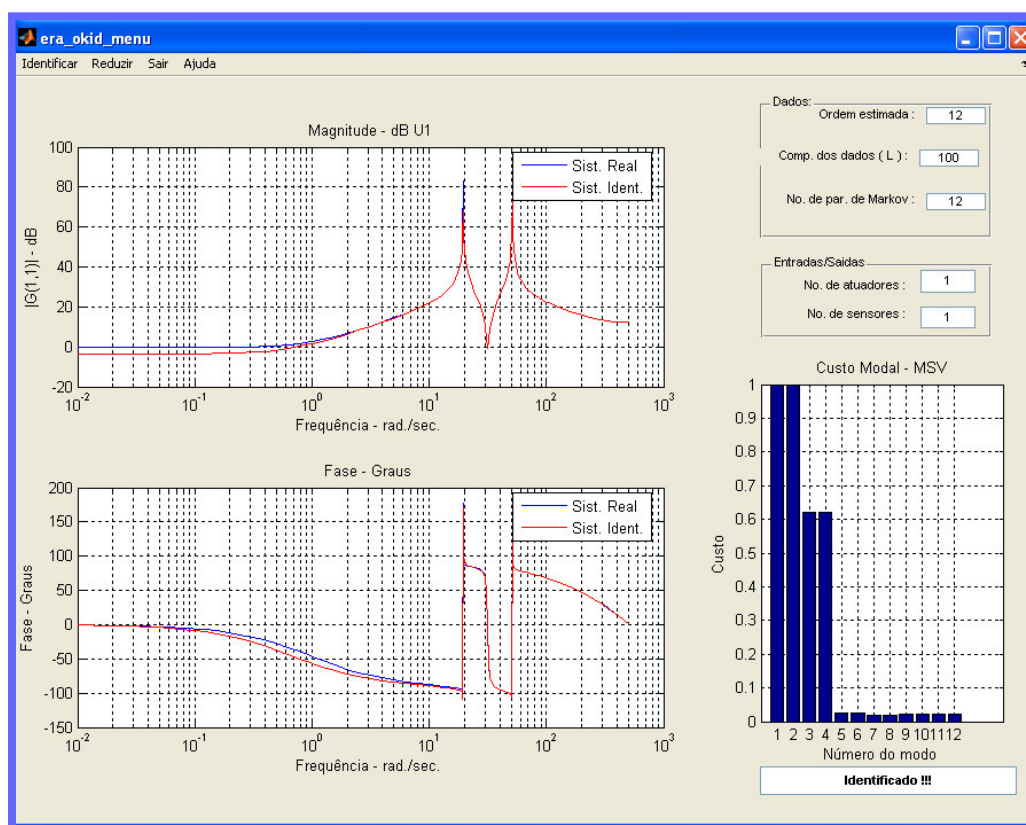 era_okid_menu
Identificar Reduzir Sair Ajuda
Magnitude - dB U1
100
80
60
40
20
0
-20
|G(1,1)| - dB
Sist. Real
Sist. Ident.
10^-2 10^-1 10^0 10^1 10^2 10^3
Frequência - rad./sec.
Fase - Graus
200
150
100
50
0
-50
-100
-150
Fase - Graus
Sist. Real
Sist. Ident.
10^-2 10^-1 10^0 10^1 10^2 10^3
Frequência - rad./sec.
Dados:
Ordem estimada : 12
Comp. dos dados ( L ) : 100
No. de par. de Markov : 12
Entradas/Saidas
No. de atuadores : 1
No. de sensores : 1
Custo Modal - MSV
1
0.9
0.8
0.7
0.6
0.5
0.4
0.3
0.2
0.1
0
Custo
1 2 3 4 5 6 7 8 9 10 11 12
Número do modo
Identificado !!!